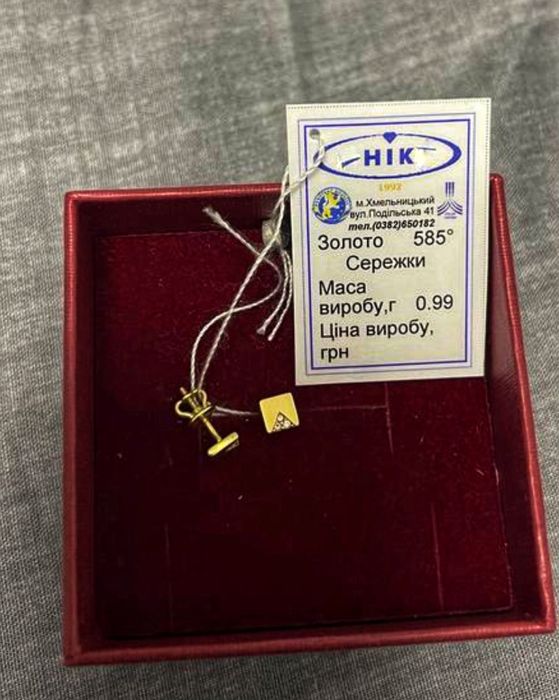 НІК
1992
м.Хмельницький
вул.Подільська 41
тел.(0382)650182
Золото 585°
Сережки
Маса
виробу,г 0.99
Ціна виробу,
грн